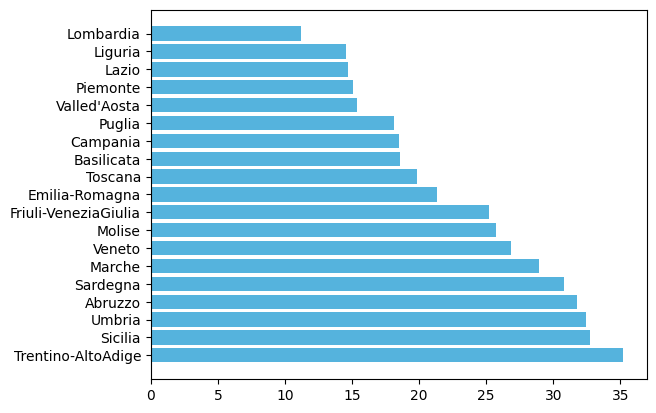 Lombardia
Liguria
Lazio
Piemonte
Valled'Aosta
Puglia
Campania
Basilicata
Toscana
Emilia-Romagna
Friuli-VeneziaGiulia
Molise
Veneto
Marche
Sardegna
Abruzzo
Umbria
Sicilia
Trentino-AltoAdige
0 5 10 15 20 25 30 35